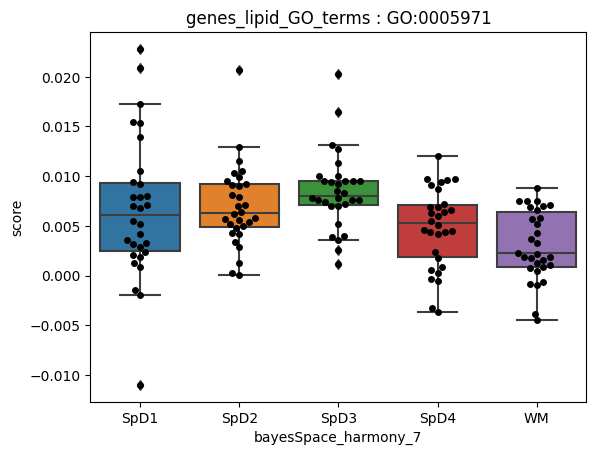 genes_lipid_GO_terms : GO:0005971
0.020
0.015
0.010
0.005
0.000
−0.005
−0.010
score
SpD1 SpD2 SpD3 SpD4 WM
bayesSpace_harmony_7